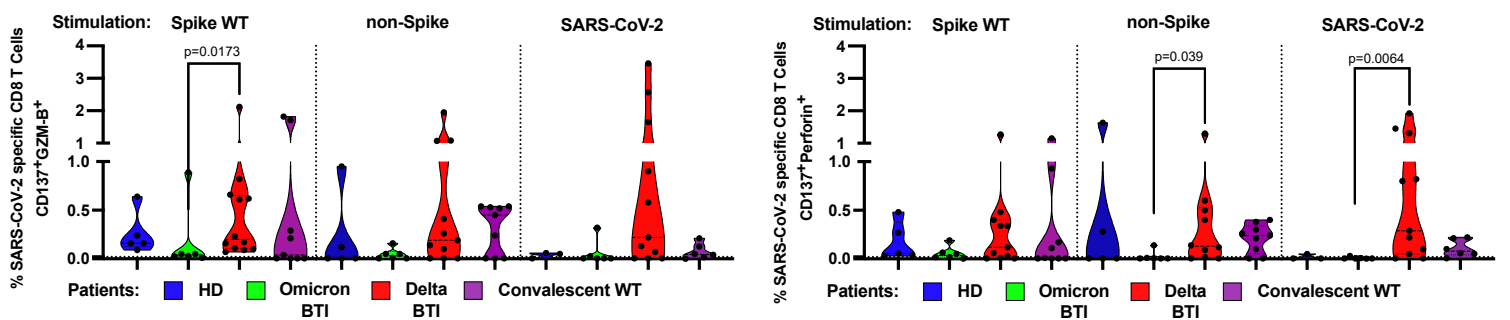 Stimulation: Spike WT non-Spike SARS-CoV-2
% SARS-CoV-2 specific CD8 T Cells
CD137+GZM-B+
4
3
2
1
1.0
0.5
0.0
p=0.0173
Patients: HD Omicron BTI Delta BTI Convalescent WT
Stimulation: Spike WT non-Spike SARS-CoV-2
% SARS-CoV-2 specific CD8 T Cells
CD137+Perforin+
4
3
2
1
1.0
0.5
0.0
p=0.039
p=0.0064
Patients: HD Omicron BTI Delta BTI Convalescent WT